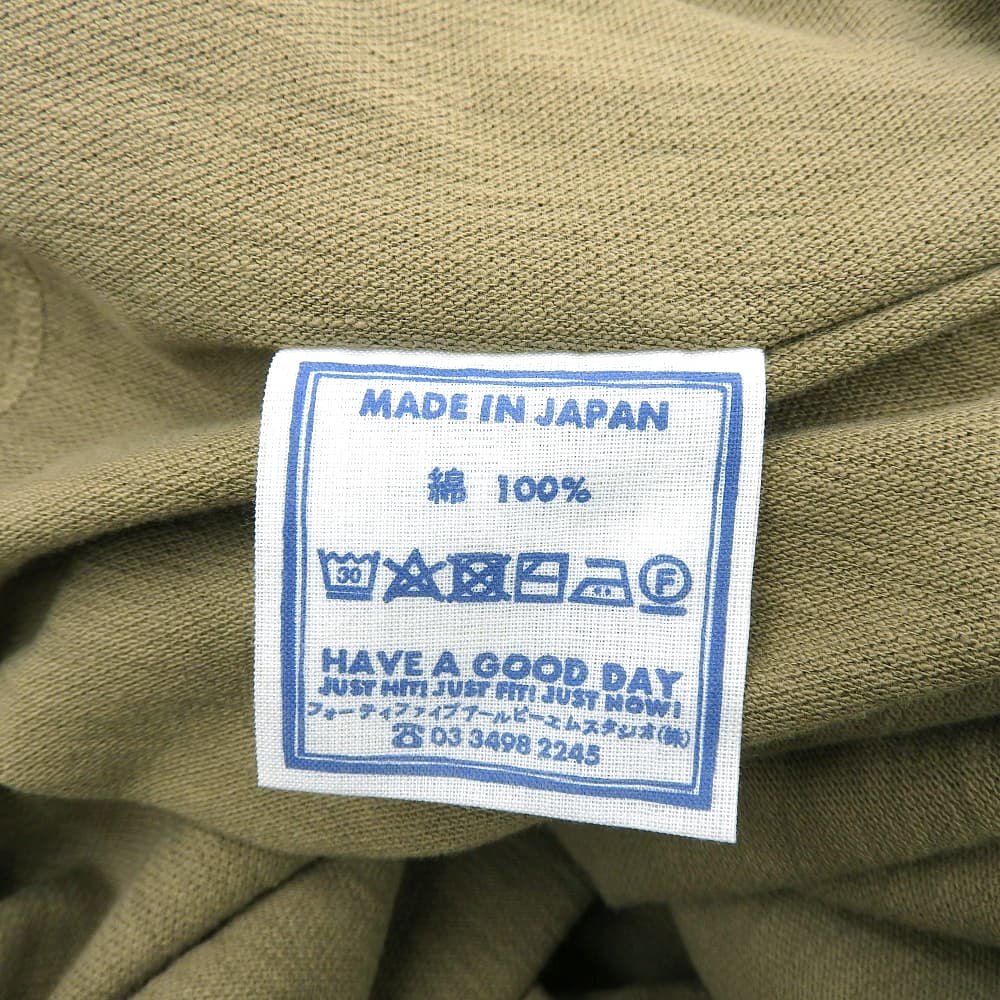 MADE IN JAPAN
綿 100%
30 F
HAVE A GOOD DAY
JUST HIT! JUST FIT! JUST NOW!
フォーティファイブアールピーエムスタジオ(株)
☎ 03 3498 2245